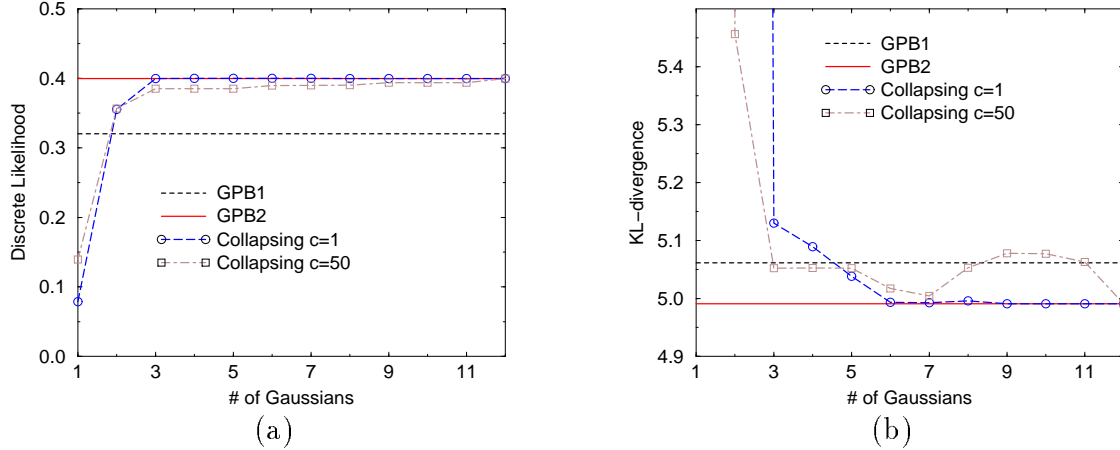 0.5
0.4
0.3
0.2
0.1
0.0
Discrete Likelihood
GPB1
GPB2
Collapsing c=1
Collapsing c=50
1 3 5 7 9 11
# of Gaussians
(a)
5.4
5.3
5.2
5.1
5.0
4.9
KL−divergence
GPB1
GPB2
Collapsing c=1
Collapsing c=50
1 3 5 7 9 11
# of Gaussians
(b)